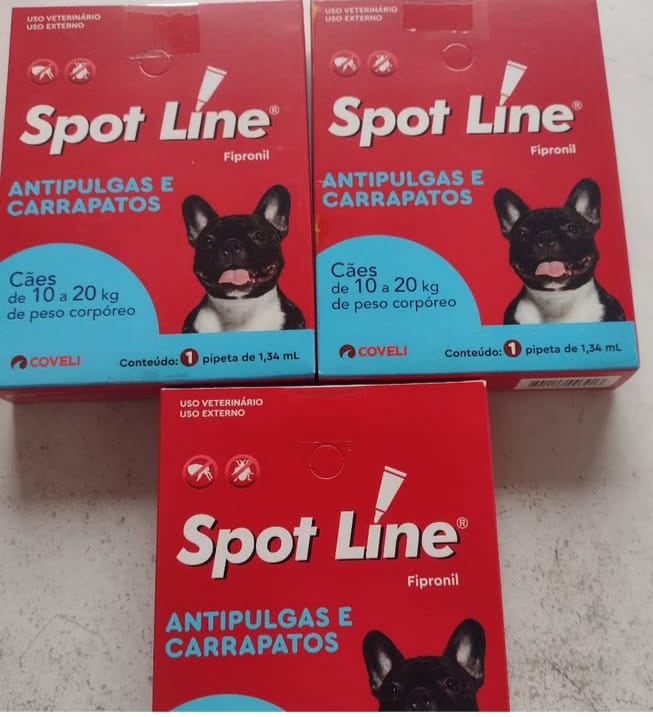 USO VETERINÁRIO
USO EXTERNO
Spot Line®
Fipronil
ANTIPULGAS E
CARRAPATOS
Cães
de 10 a 20 kg
de peso corpóreo
COVELI
Conteúdo: 1 pipeta de 1,34 mL
USO VETERINÁRIO
USO EXTERNO
Spot Line®
Fipronil
ANTIPULGAS E
CARRAPATOS
Cães
de 10 a 20 kg
de peso corpóreo
COVELI
Conteúdo: 1 pipeta de 1,34 mL
USO VETERINÁRIO
USO EXTERNO
Spot Line®
Fipronil
ANTIPULGAS E
CARRAPATOS